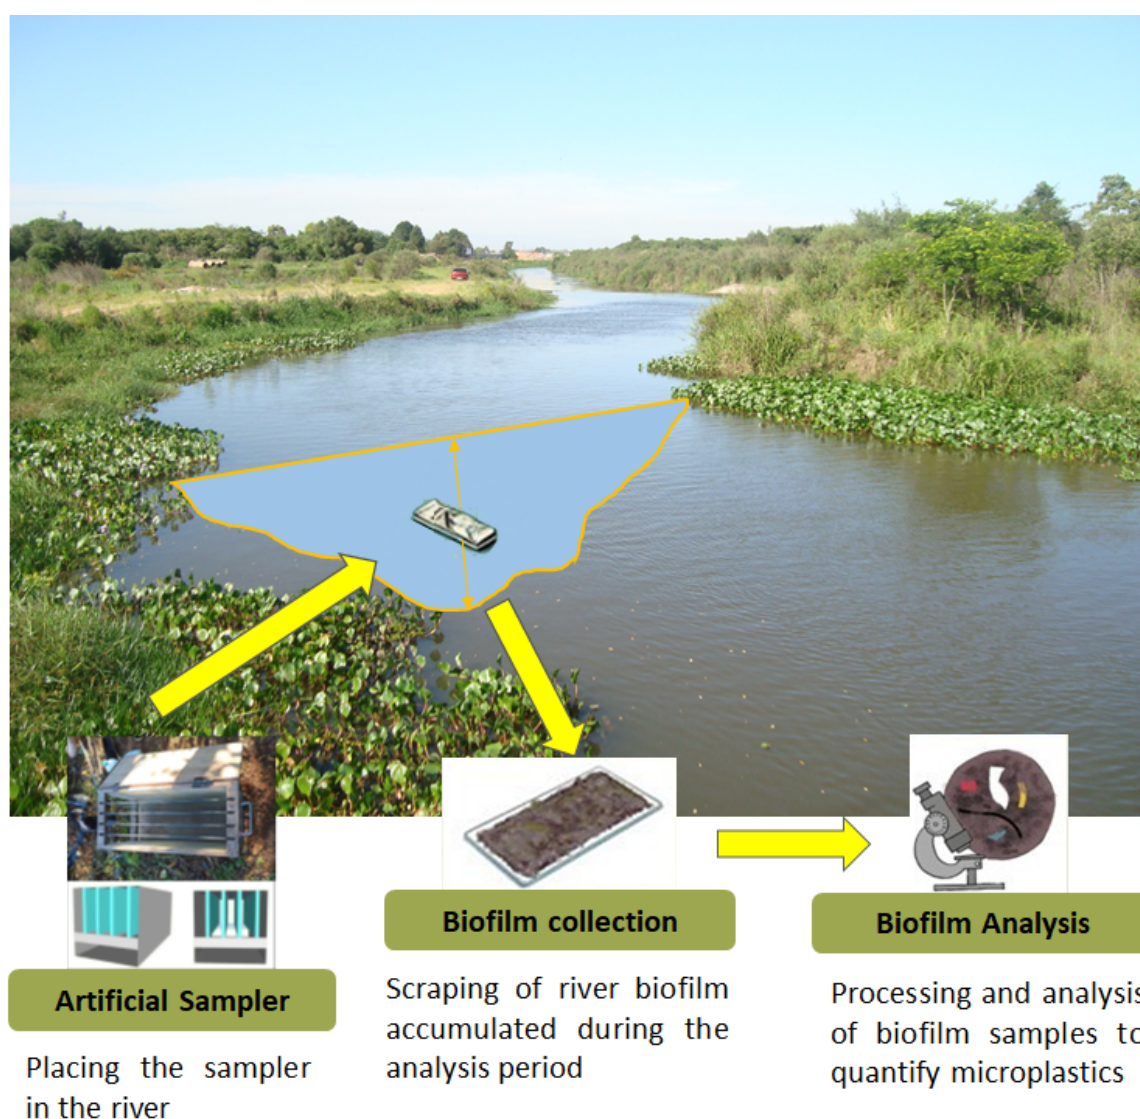 Artificial Sampler
Placing the sampler
in the river
Biofilm collection
Scraping of river biofilm
accumulated during the
analysis period
Biofilm Analysis
Processing and analysis
of biofilm samples to
quantify microplastics